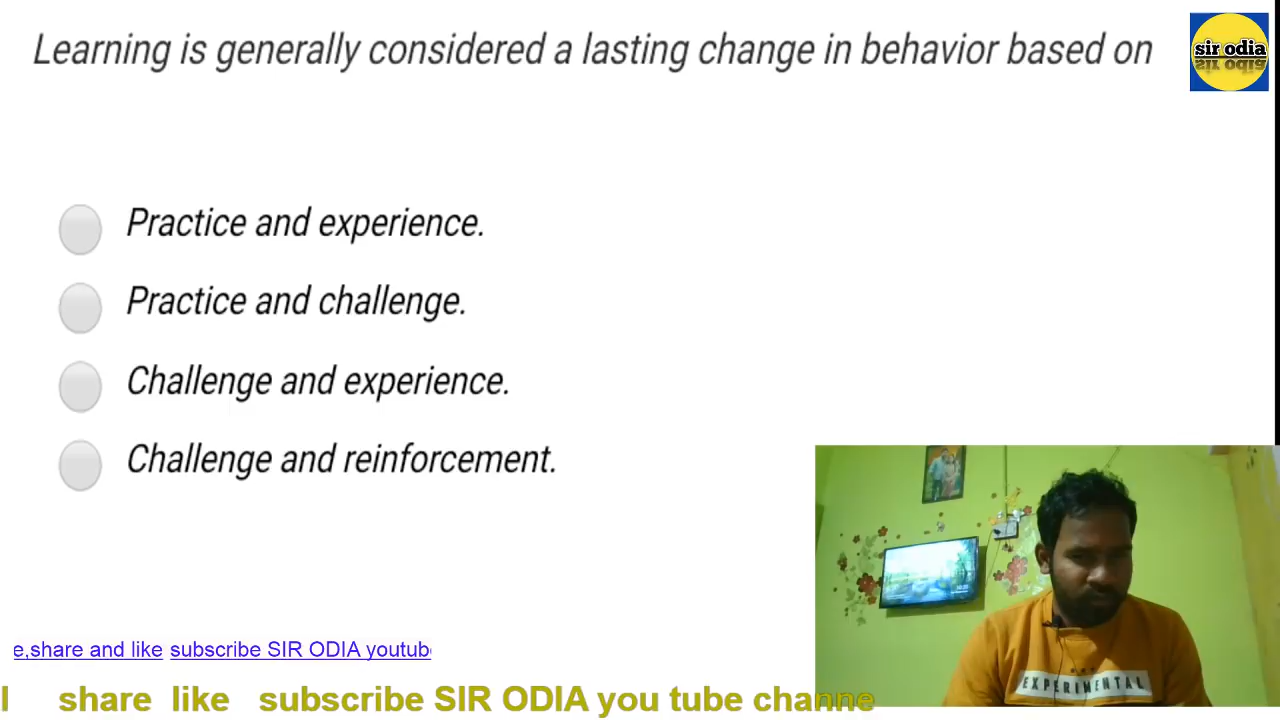 Learning is generally considered a lasting change in behavior based on
sir odia
Practice and experience.
Practice and challenge.
Challenge and experience.
Challenge and reinforcement.
EXPERIMENTAL
e,share and like subscribe SIR ODIA youtub
l share like subscribe SIR ODIA you tube channe